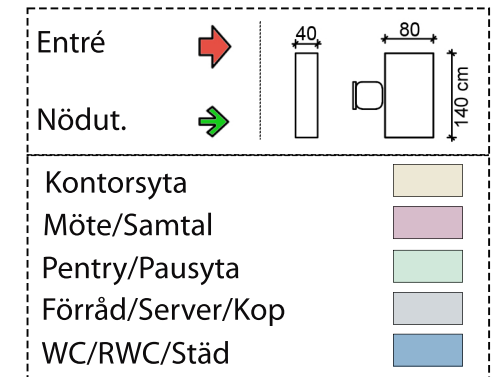 Entré
40
80
140 cm
Nödut.
Kontorsyta
Möte/Samtal
Pentry/Pausyta
Förråd/Server/Kop
WC/RWC/Städ